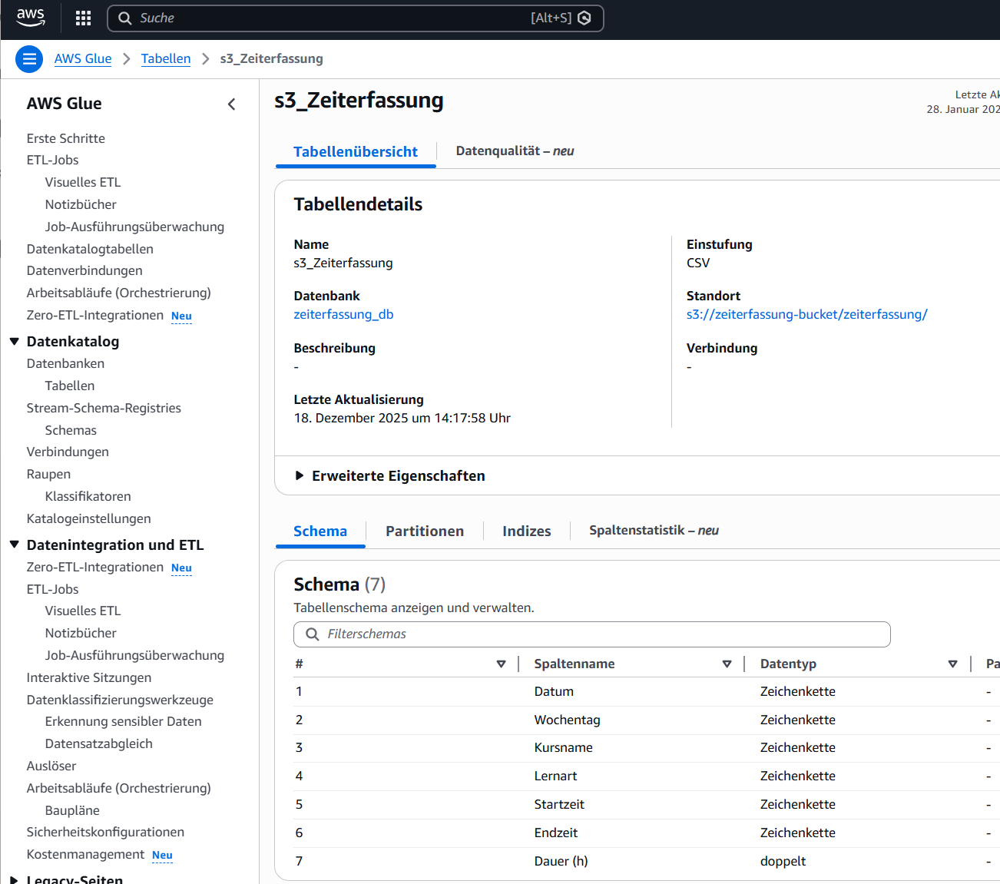 aws
Suche [Alt+S]
AWS Glue > Tabellen > s3_Zeiterfassung
AWS Glue
Erste Schritte
ETL-Jobs
Visuelles ETL
Notizbücher
Job-Ausführungsüberwachung
Datenkatalogtabellen
Datenverbindungen
Arbeitsabläufe (Orchestrierung)
Zero-ETL-Integrationen Neu
Datenkatalog
Datenbanken
Tabellen
Stream-Schema-Registries
Schemas
Verbindungen
Raupen
Klassifikatoren
Katalogeinstellungen
Datenintegration und ETL
Zero-ETL-Integrationen Neu
ETL-Jobs
Visuelles ETL
Notizbücher
Job-Ausführungsüberwachung
Interaktive Sitzungen
Datenklassifizierungswerkzeuge
Erkennung sensibler Daten
Datensatzabgleich
Auslöser
Arbeitsabläufe (Orchestrierung)
Baupläne
Sicherheitskonfigurationen
Kostenmanagement Neu
Legacy-Seiten
s3_Zeiterfassung
Letzte Ak
28. Januar 202
Tabellenübersicht Datenqualität – neu
Tabellendetails
Name
s3_Zeiterfassung
Datenbank
zeiterfassung_db
Beschreibung
-
Letzte Aktualisierung
18. Dezember 2025 um 14:17:58 Uhr
Einstufung
CSV
Standort
s3://zeiterfassung-bucket/zeiterfassung/
Verbindung
-
Erweiterte Eigenschaften
Schema Partitionen Indizes Spaltenstatistik – neu
Schema (7)
Tabellenschema anzeigen und verwalten.
Filterschemas
# Spaltenname Datentyp Pa
1 Datum Zeichenkette -
2 Wochentag Zeichenkette -
3 Kursname Zeichenkette -
4 Lernart Zeichenkette -
5 Startzeit Zeichenkette -
6 Endzeit Zeichenkette -
7 Dauer (h) doppelt -